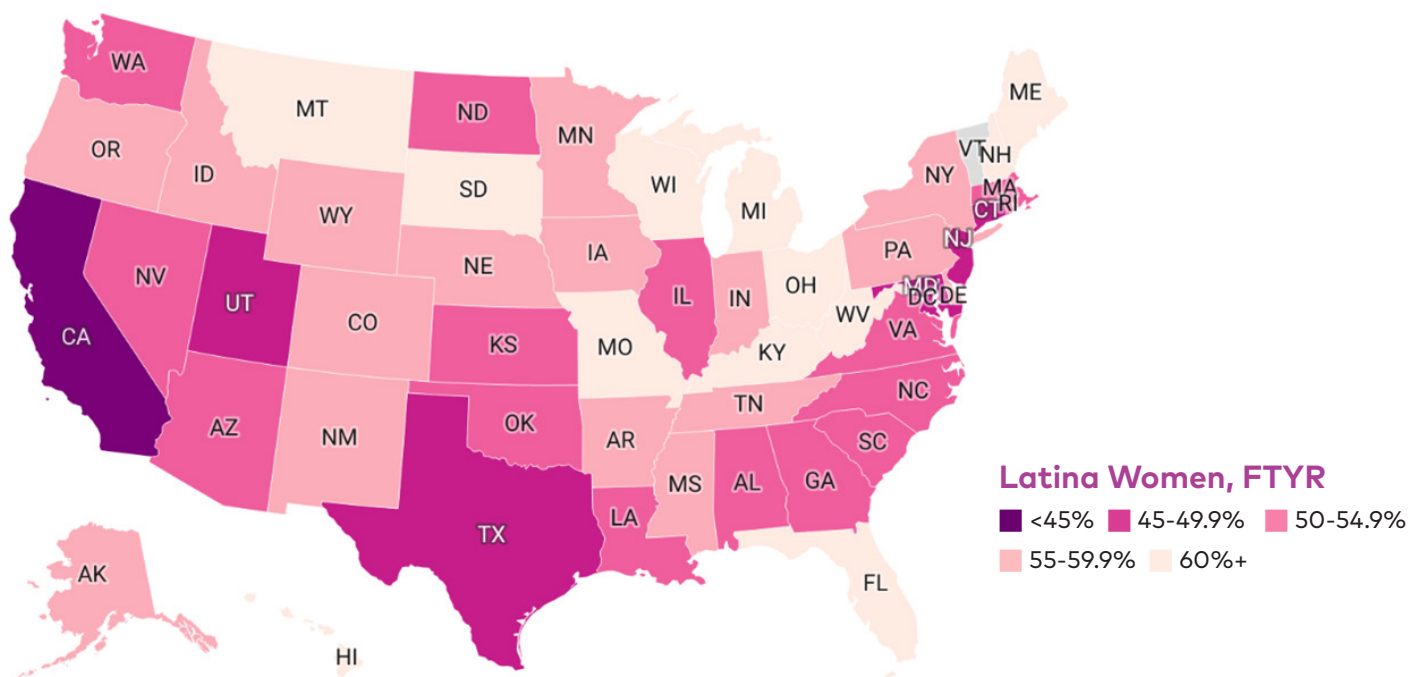 WA
MT
ND
MN
ME
OR
ID
SD
WI
MI
NY
VT
NH
MA
RI
CT
WY
IA
PA
NJ
NV
UT
NE
IL
IN
OH
MD
DC
DE
CA
CO
KS
MO
WV
VA
KY
AZ
NM
OK
AR
TN
NC
SC
MS
AL
GA
TX
LA
FL
AK
HI
Latina Women, FTYR
<45% 45-49.9% 50-54.9%
55-59.9% 60%+